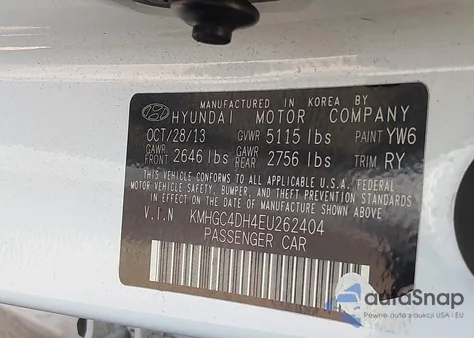 MANUFACTURED IN KOREA BY
HYUNDAI MOTOR COMPANY
OCT/28/13 GVWR 5115 lbs PAINT YW6
GAWR FRONT 2646 lbs GAWR REAR 2756 lbs TRIM RY
THIS VEHICLE CONFORMS TO ALL APPLICABLE U.S.A. FEDERAL
MOTOR VEHICLE SAFETY, BUMPER, AND THEFT PREVENTION STANDARDS
IN EFFECT ON THE DATE OF MANUFACTURE SHOWN ABOVE.
V.I.N KMHGC4DH4EU262404
PASSENGER CAR
autoSnap
Pewne auta z aukcji USA i EU